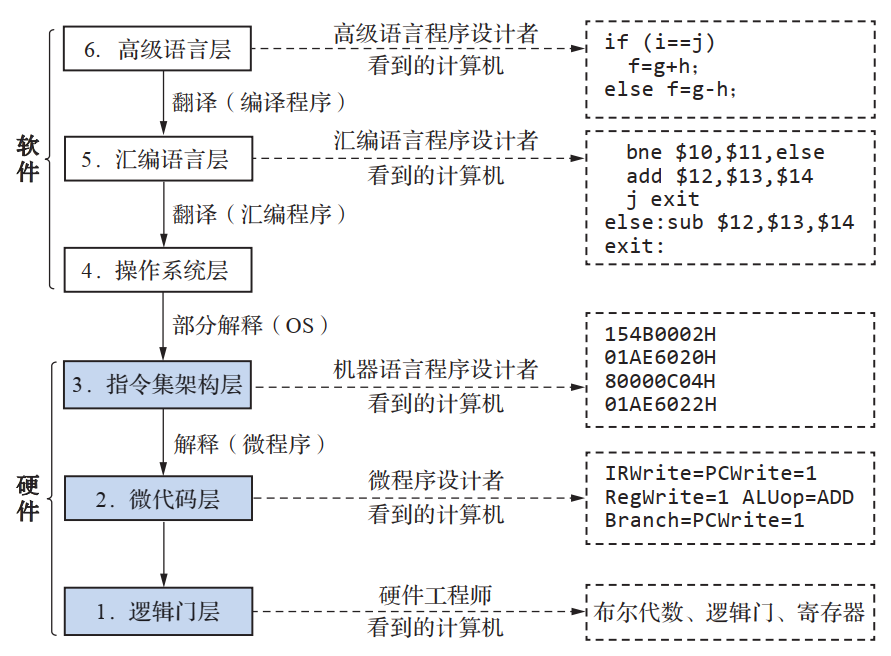 软件
硬件
6. 高级语言层
高级语言程序设计者
看到的计算机
if (i==j)
f=g+h;
else f=g-h;
翻译（编译程序）
5. 汇编语言层
汇编语言程序设计者
看到的计算机
bne $10,$11,else
add $12,$13,$14
j exit
else:sub $12,$13,$14
exit:
翻译（汇编程序）
4. 操作系统层
部分解释（OS）
3. 指令集架构层
机器语言程序设计者
看到的计算机
154B0002H
01AE6020H
80000C04H
01AE6022H
解释（微程序）
2. 微代码层
微程序设计者
看到的计算机
IRWrite=PCWrite=1
RegWrite=1 ALUop=ADD
Branch=PCWrite=1
1. 逻辑门层
硬件工程师
看到的计算机
布尔代数、逻辑门、寄存器